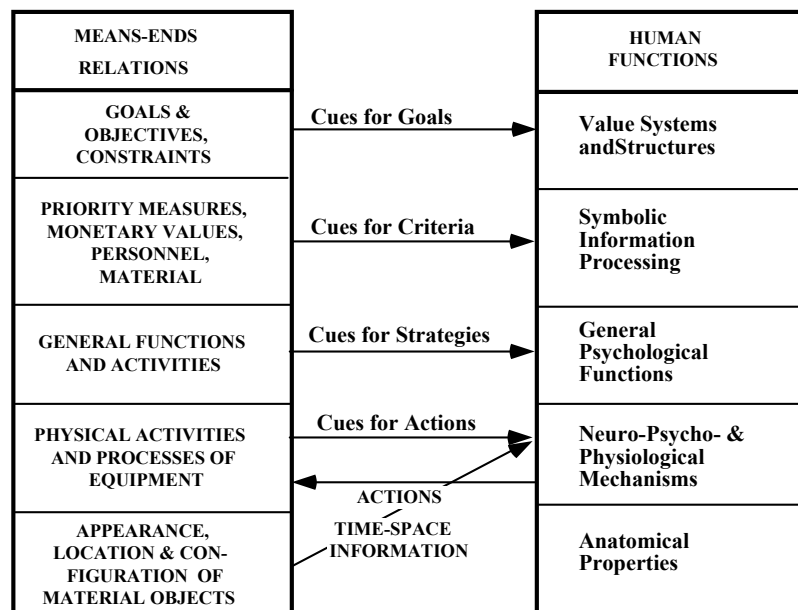 MEANS-ENDS
RELATIONS
HUMAN
FUNCTIONS
GOALS &
OBJECTIVES,
CONSTRAINTS
Cues for Goals
Value Systems
andStructures
PRIORITY MEASURES,
MONETARY VALUES,
PERSONNEL,
MATERIAL
Cues for Criteria
Symbolic
Information
Processing
GENERAL FUNCTIONS
AND ACTIVITIES
Cues for Strategies
General
Psychological
Functions
PHYSICAL ACTIVITIES
AND PROCESSES OF
EQUIPMENT
Cues for Actions
Neuro-Psycho- &
Physiological
Mechanisms
ACTIONS
TIME-SPACE
INFORMATION
APPEARANCE,
LOCATION & CON-
FIGURATION OF
MATERIAL OBJECTS
Anatomical
Properties